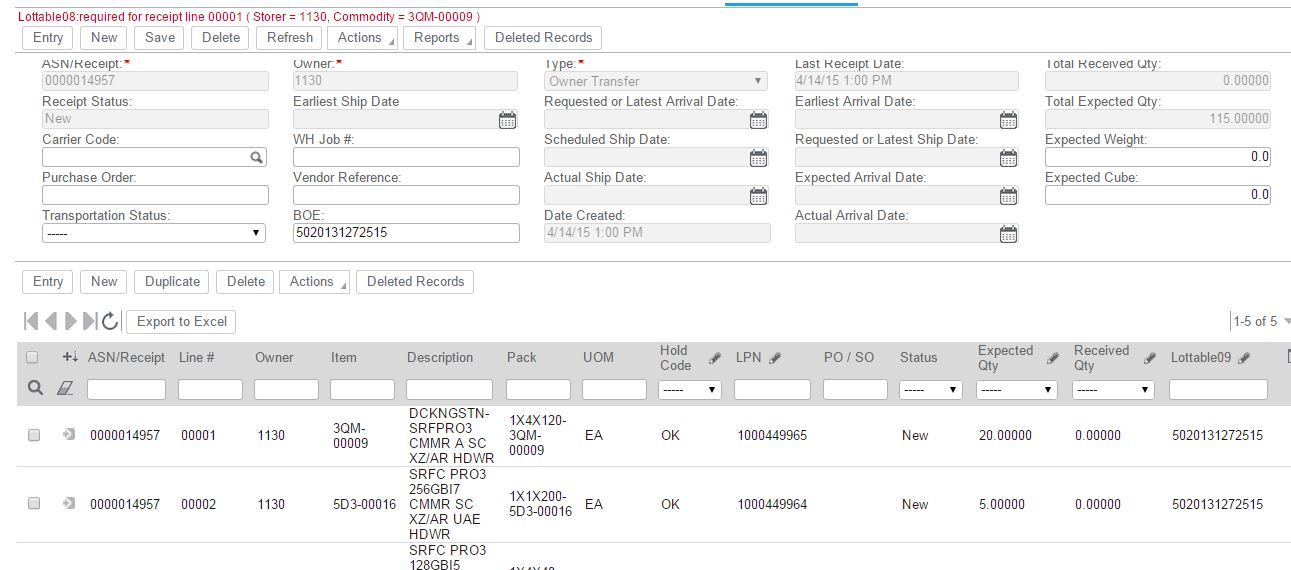 Lottable08:required for receipt line 00001 ( Storer = 1130, Commodity = 3QM-00009 )
Entry New Save Delete Refresh Actions Reports Deleted Records
ASN/Receipt:* Owner:* Type:* Last Receipt Date: Total Received Qty:
0000014957 1130 Owner Transfer 4/14/15 1:00 PM 0.00000
Receipt Status: Earliest Ship Date Requested or Latest Arrival Date: Earliest Arrival Date: Total Expected Qty:
New 115.00000
Carrier Code: WH Job #: Scheduled Ship Date: Requested or Latest Ship Date: Expected Weight:
0.0
Purchase Order: Vendor Reference: Actual Ship Date: Expected Arrival Date: Expected Cube:
0.0
Transportation Status: BOE: Date Created: Actual Arrival Date:
----- 5020131272515 4/14/15 1:00 PM
Entry New Duplicate Delete Actions Deleted Records
Export to Excel 1-5 of 5
ASN/Receipt Line # Owner Item Description Pack UOM Hold Code LPN PO / SO Status Expected Qty Received Qty Lottable09
----- ----- ----- -----
0000014957 00001 1130 3QM-00009 DCKNGSTN-SRFPRO3 CMMR A SC XZ/AR HDWR 1X4X120-3QM-00009 EA OK 1000449965 New 20.00000 0.00000 5020131272515
0000014957 00002 1130 5D3-00016 SRFC PRO3 256GBI7 CMMR SC XZ/AR UAE HDWR 1X1X200-5D3-00016 EA OK 1000449964 New 5.00000 0.00000 5020131272515
SRFC PRO3
128GBI5